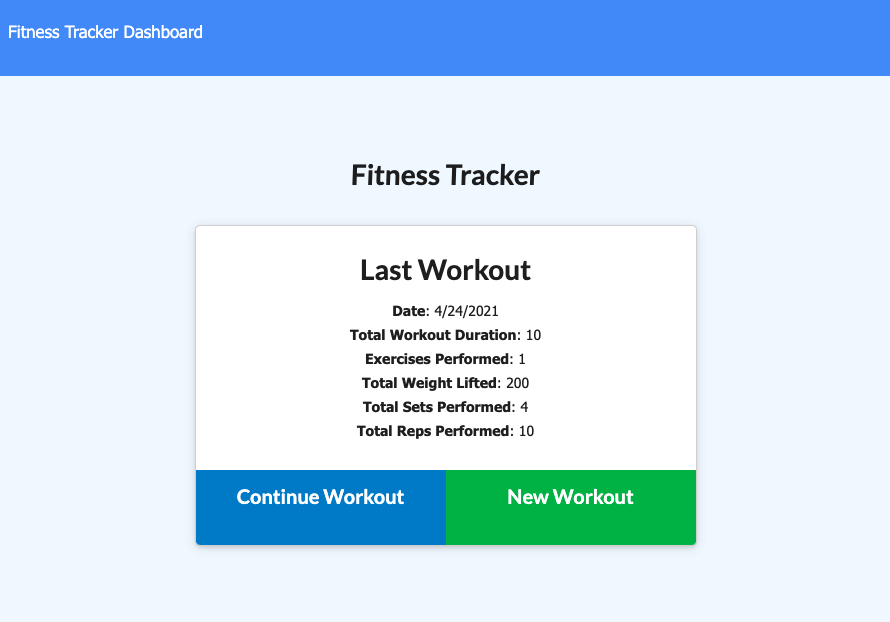 Fitness Tracker Dashboard
Fitness Tracker
Last Workout
Date: 4/24/2021
Total Workout Duration: 10
Exercises Performed: 1
Total Weight Lifted: 200
Total Sets Performed: 4
Total Reps Performed: 10
Continue Workout
New Workout